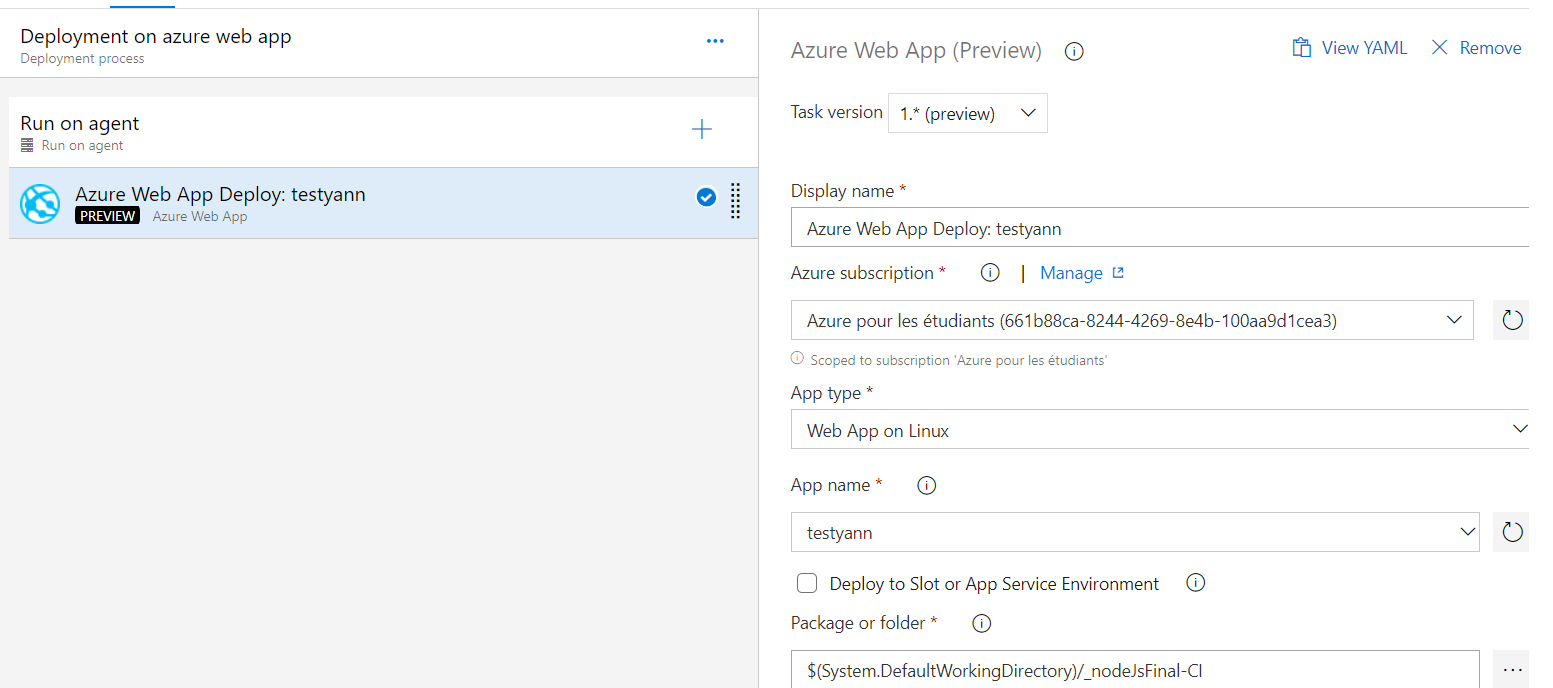 Deployment on azure web app
Deployment process
Run on agent
Run on agent
Azure Web App Deploy: testyann
PREVIEW Azure Web App
Azure Web App (Preview)
View YAML
Remove
Task version 1.* (preview)
Display name *
Azure Web App Deploy: testyann
Azure subscription * | Manage
Azure pour les étudiants (661b88ca-8244-4269-8e4b-100aa9d1cea3)
Scoped to subscription 'Azure pour les étudiants'
App type *
Web App on Linux
App name *
testyann
Deploy to Slot or App Service Environment
Package or folder *
$(System.DefaultWorkingDirectory)/_nodeJsFinal-CI